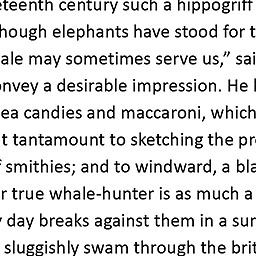 eteenth century such a hippogriff
hough elephants have stood for t
ale may sometimes serve us,” sai
onvey a desirable impression. He
ea candies and maccaroni, which
t tantamount to sketching the pr
f smithies; and to windward, a bla
r true whale-hunter is as much a
y day breaks against them in a sur
sluggishly swam through the brit